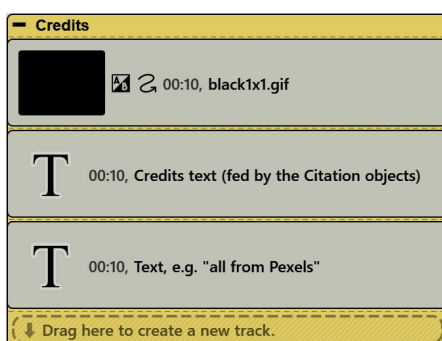 Credits
00:10, black1x1.gif
T 00:10, Credits text (fed by the Citation objects)
T 00:10, Text, e.g. "all from Pexels"
Drag here to create a new track.